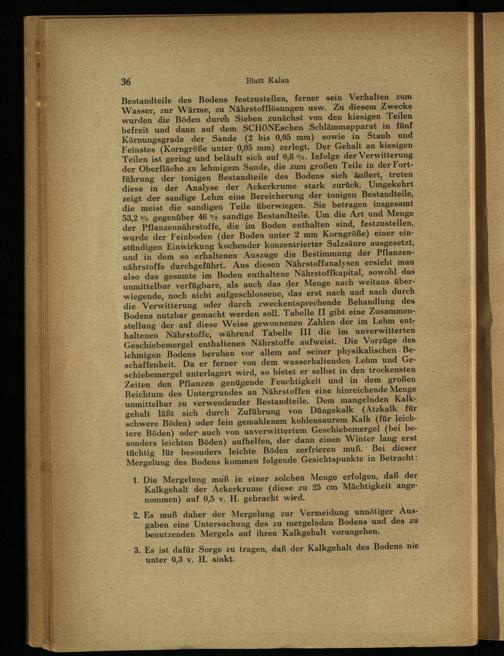 36
Blatt Kalau
Bestandteile des Bodens festzustellen, ferner sein Verhalten zum
Wasser, zur Wärme, zu Nährstofflösungen usw. Zu diesem Zwecke
wurden die Böden durch Sieben zunächst von den kiesigen Teilen
befreit und dann auf dem SCHÖNEschen Schlämmapparat in fünf
Körnungsgrade der Sande (2 bis 0,05 mm) sowie in Staub und
Feinstes (Korngröße unter 0,05 mm) zerlegt. Der Gehalt an kiesigen
Teilen ist gering und beläuft sich auf 0,8 %. Infolge der Verwitterung
der Oberfläche zu lehmigem Sande, die zum großen Teile in der Fort-
führung der tonigen Bestandteile des Bodens sich äußert, treten
diese in der Analyse der Ackerkrume stark zurück. Umgekehrt
zeigt der sandige Lehm eine Bereicherung der tonigen Bestandteile,
die meist die sandigen Teile überwiegen. Sie betragen insgesamt
53,2 % gegenüber 46 % sandige Bestandteile. Um die Art und Menge
der Pflanzennährstoffe, die im Boden enthalten sind, festzustellen,
wurde der Feinboden (der Boden unter 2 mm Korngröße) einer ein-
stündigen Einwirkung kochender konzentrierter Salzsäure ausgesetzt,
und in dem so erhaltenen Auszuge die Bestimmung der Pflanzen-
nährstoffe durchgeführt. Aus diesen Nährstoffanalysen ersieht man
also das gesamte im Boden enthaltene Nährstoffkapital, sowohl das
unmittelbar verfügbare, als auch das der Menge nach weitaus über-
wiegende, noch nicht aufgeschlossene, das erst nach und nach durch
die Verwitterung oder durch zweckentsprechende Behandlung des
Bodens nutzbar gemacht werden soll. Tabelle II gibt eine Zusammen-
stellung der auf diese Weise gewonnenen Zahlen der im Lehm ent-
haltenen Nährstoffe, während Tabelle III die im unverwitterten
Geschiebemergel enthaltenen Nährstoffe aufweist. Die Vorzüge des
lehmigen Bodens beruhen vor allem auf seiner physikalischen Be-
schaffenheit. Da er ferner von dem wasserhaltenden Lehm und Ge-
schiebemergel unterlagert wird, so bietet er selbst in den trockensten
Zeiten den Pflanzen genügende Feuchtigkeit und in dem großen
Reichtum des Untergrundes an Nährstoffen eine hinreichende Menge
unmittelbar zu verwendender Bestandteile. Dem mangelnden Kalk-
gehalt läßt sich durch Zuführung von Düngekalk (Ätzkalk für
schwere Böden) oder fein gemahlenem kohlensaurem Kalk (für leich-
tere Böden) oder auch von unverwittertem Geschiebemergel (bei be-
sonders leichten Böden) aufhelfen, der dann einen Winter lang erst
tüchtig für besonders leichte Böden zerfrieren muß. Bei dieser
Mergelung des Bodens kommen folgende Gesichtspunkte in Betracht:
1. Die Mergelung muß in einer solchen Menge erfolgen, daß der
Kalkgehalt der Ackerkrume (diese zu 25 cm Mächtigkeit ange-
nommen) auf 0,5 v. H. gebracht wird.
2. Es muß daher der Mergelung zur Vermeidung unnötiger Aus-
gaben eine Untersuchung des zu mergelnden Bodens und des zu
benutzenden Mergels auf ihren Kalkgehalt vorangehen.
3. Es ist dafür Sorge zu tragen, daß der Kalkgehalt des Bodens nie
unter 0,3 v. H. sinkt.